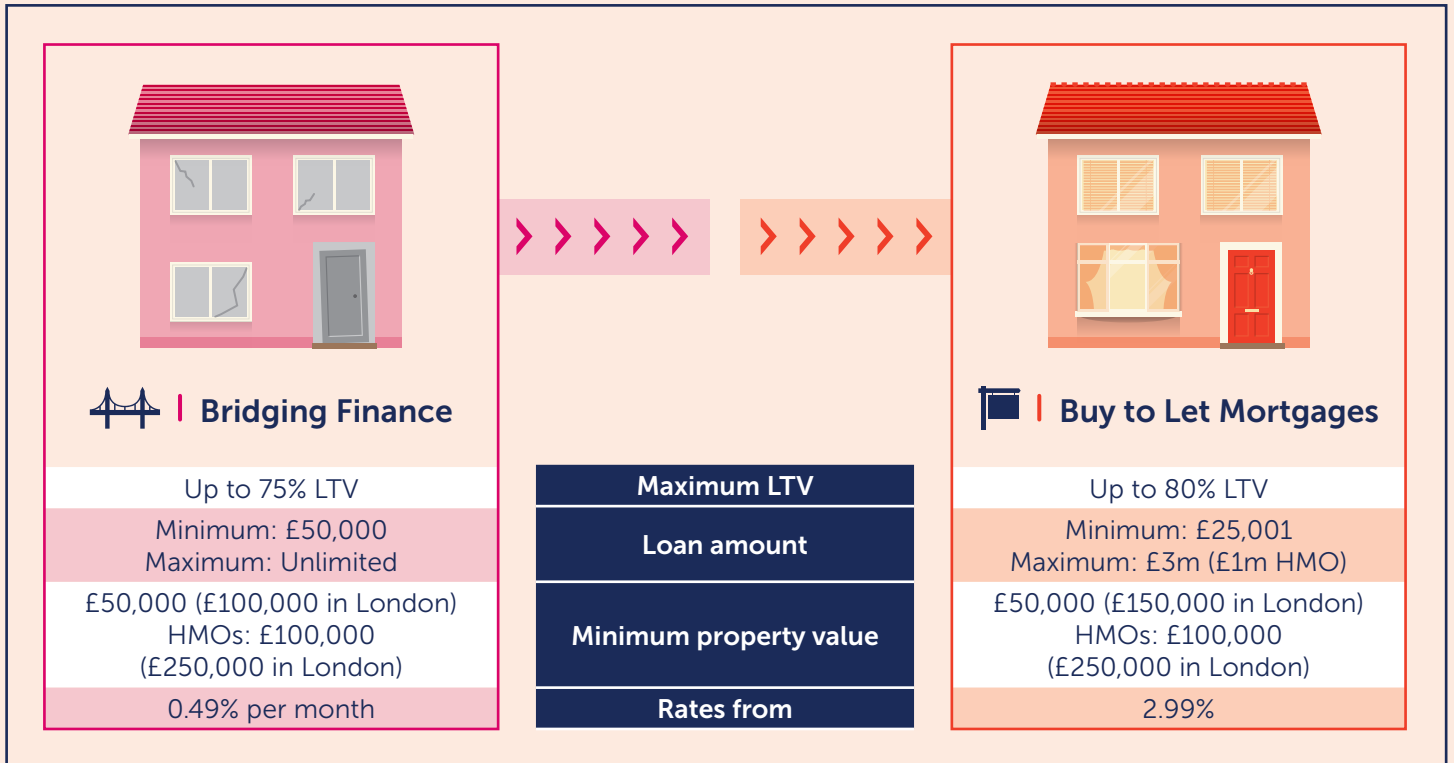 Bridging Finance
Buy to Let Mortgages
Up to 75% LTV
Maximum LTV
Up to 80% LTV
Minimum: £50,000
Maximum: Unlimited
Loan amount
Minimum: £25,001
Maximum: £3m (£1m HMO)
£50,000 (£100,000 in London)
HMOs: £100,000
(£250,000 in London)
Minimum property value
£50,000 (£150,000 in London)
HMOs: £100,000
(£250,000 in London)
0.49% per month
Rates from
2.99%